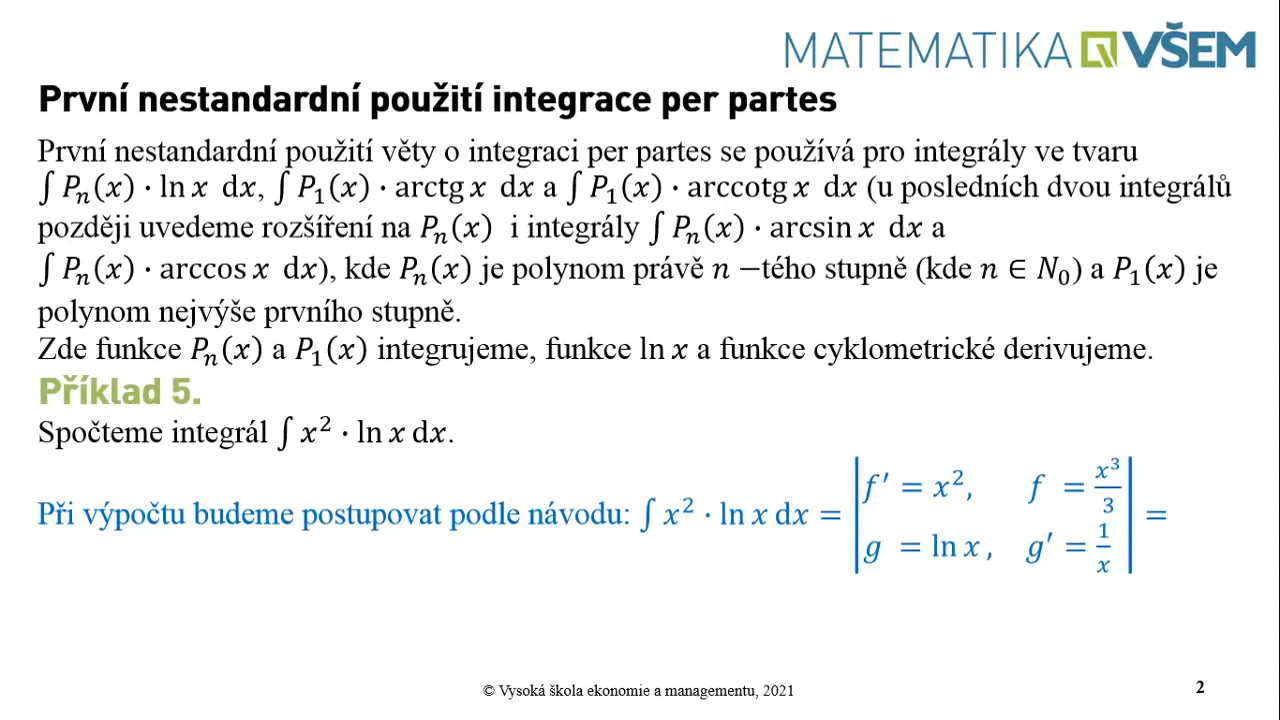 MATEMATIKA VŠEM
První nestandardní použití integrace per partes
První nestandardní použití věty o integraci per partes se používá pro integrály ve tvaru
∫ Pₙ(x) · ln x dx, ∫ P₁(x) · arctg x dx a ∫ P₁(x) · arccotg x dx (u posledních dvou integrálů
později uvedeme rozšíření na Pₙ(x) i integrály ∫ Pₙ(x) · arcsin x dx a
∫ Pₙ(x) · arccos x dx), kde Pₙ(x) je polynom právě n −tého stupně (kde n ∈ N₀) a P₁(x) je
polynom nejvýše prvního stupně.
Zde funkce Pₙ(x) a P₁(x) integrujeme, funkce ln x a funkce cyklometrické derivujeme.
Příklad 5.
Spočteme integrál ∫ x² · ln x dx.
Při výpočtu budeme postupovat podle návodu: ∫ x² · ln x dx = | f′ = x², f = x³/3 | =
| g = ln x , g′ = 1/x |
© Vysoká škola ekonomie a managementu, 2021
2